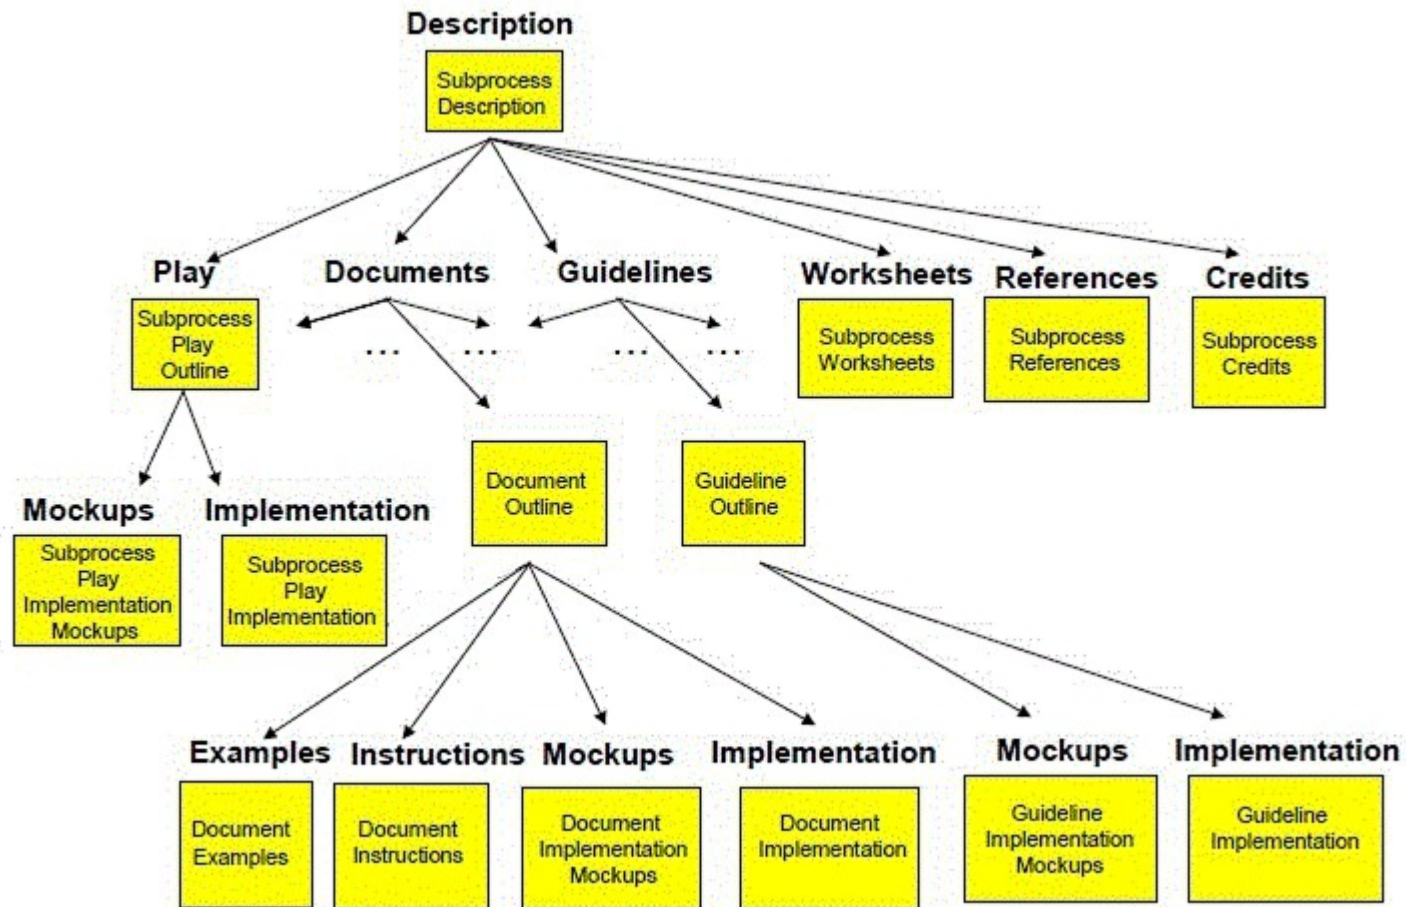 Description
Subprocess
Description
Play
Documents
Guidelines
Worksheets
References
Credits
Subprocess
Play
Outline
... ...
... ...
Subprocess
Worksheets
Subprocess
References
Subprocess
Credits
Document
Outline
Guideline
Outline
Mockups
Implementation
Subprocess
Play
Implementation
Mockups
Subprocess
Play
Implementation
Examples
Instructions
Mockups
Implementation
Mockups
Implementation
Document
Examples
Document
Instructions
Document
Implementation
Mockups
Document
Implementation
Guideline
Implementation
Mockups
Guideline
Implementation